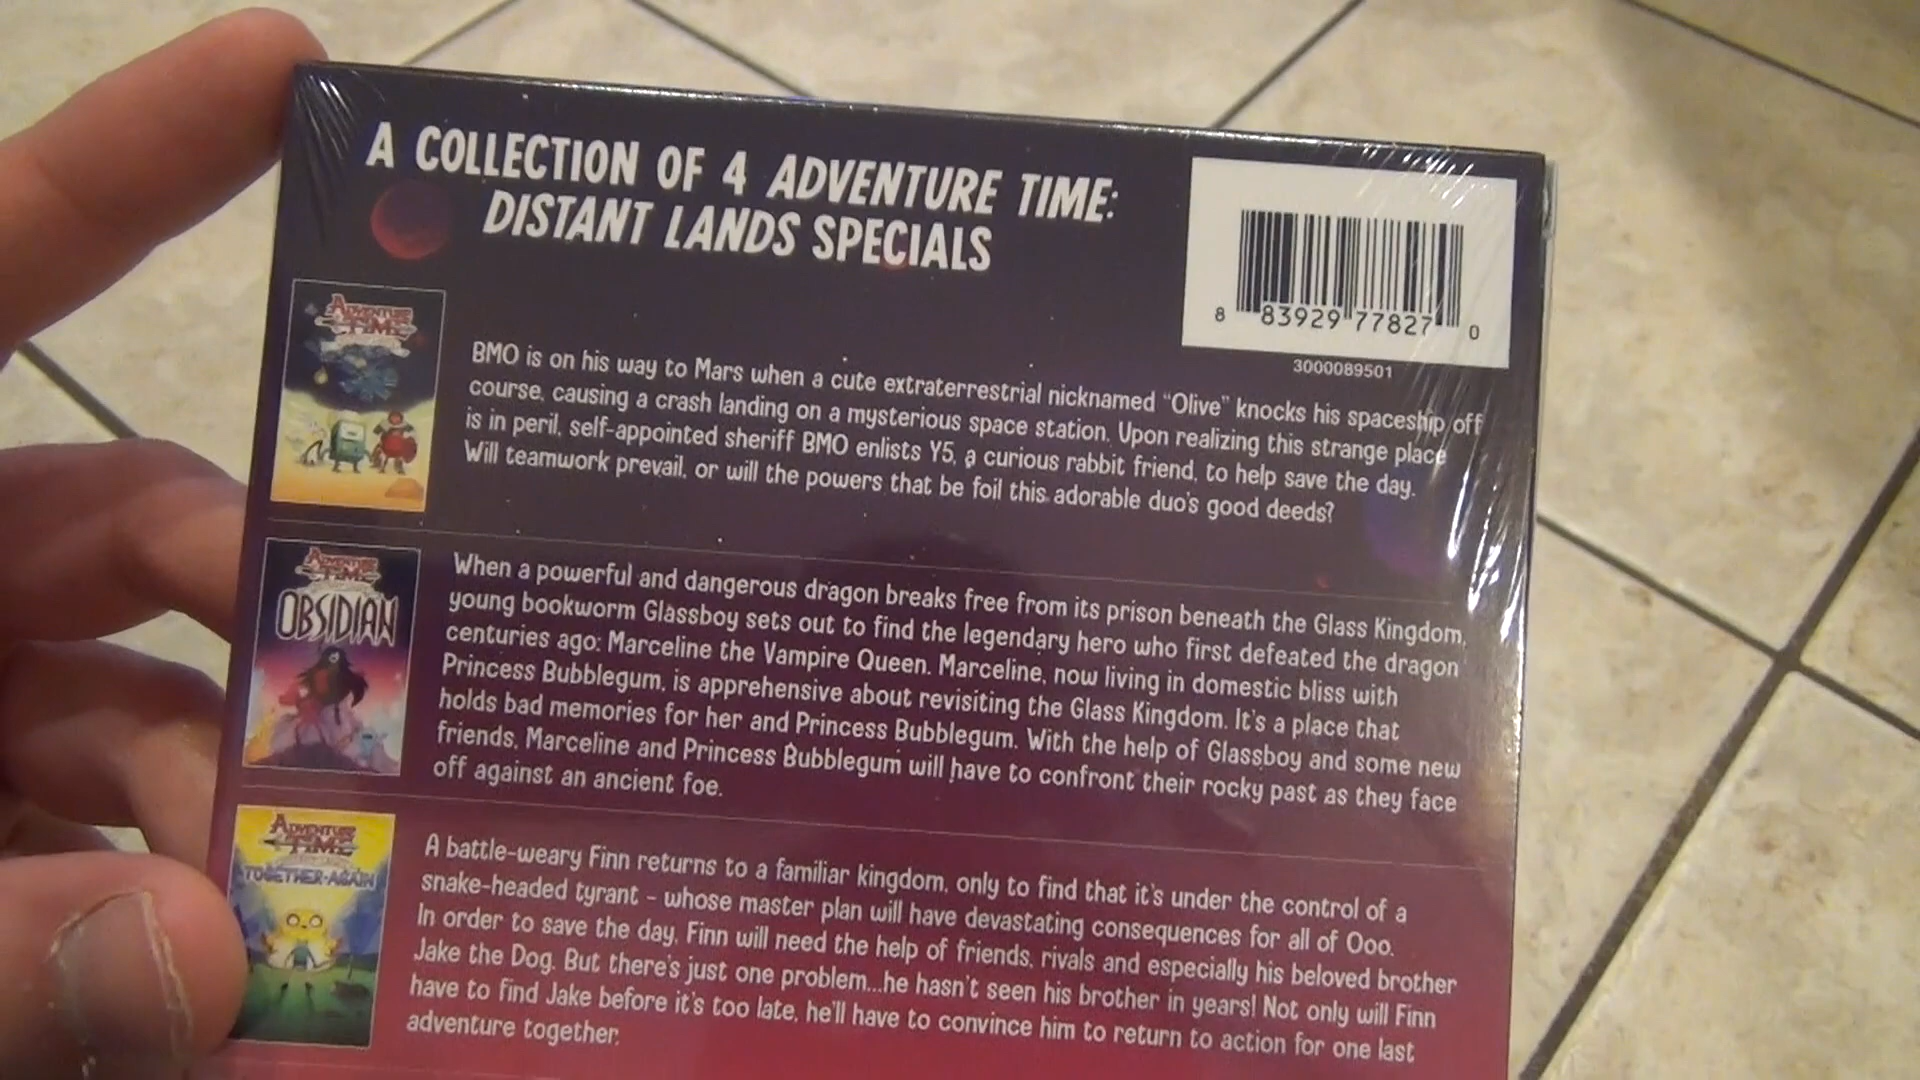 A COLLECTION OF 4 ADVENTURE TIME:
DISTANT LANDS SPECIALS
8 83929 77827 0
3000089501
ADVENTURE
TIME
BMO is on his way to Mars when a cute extraterrestrial nicknamed “Olive” knocks his spaceship off
course, causing a crash landing on a mysterious space station. Upon realizing this strange place
is in peril, self-appointed sheriff BMO enlists Y5, a curious rabbit friend, to help save the day.
Will teamwork prevail, or will the powers that be foil this adorable duo's good deeds?
ADVENTURE
TIME
OBSIDIAN
When a powerful and dangerous dragon breaks free from its prison beneath the Glass Kingdom,
young bookworm Glassboy sets out to find the legendary hero who first defeated the dragon
centuries ago: Marceline the Vampire Queen. Marceline, now living in domestic bliss with
Princess Bubblegum, is apprehensive about revisiting the Glass Kingdom. It's a place that
holds bad memories for her and Princess Bubblegum. With the help of Glassboy and some new
friends, Marceline and Princess Bubblegum will have to confront their rocky past as they face
off against an ancient foe.
ADVENTURE
TIME
TOGETHER AGAIN
A battle-weary Finn returns to a familiar kingdom, only to find that it's under the control of a
snake-headed tyrant – whose master plan will have devastating consequences for all of Ooo.
In order to save the day, Finn will need the help of friends, rivals and especially his beloved brother
Jake the Dog. But there's just one problem...he hasn't seen his brother in years! Not only will Finn
have to find Jake before it's too late, he'll have to convince him to return to action for one last
adventure together.